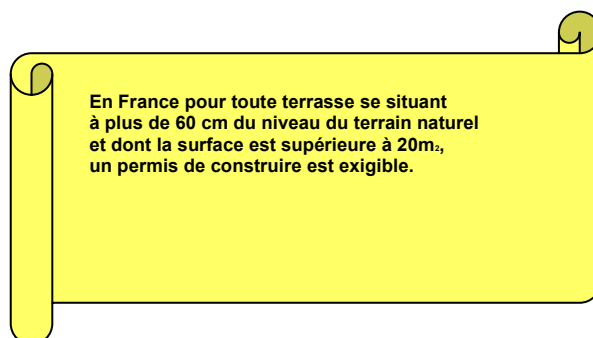 En France pour toute terrasse se situant
à plus de 60 cm du niveau du terrain naturel
et dont la surface est supérieure à 20m₂,
un permis de construire est exigible.